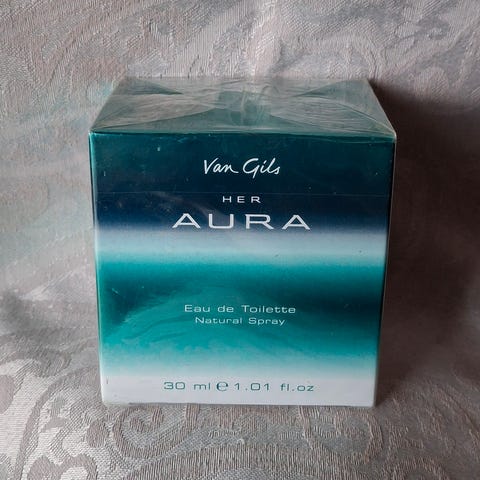 Van Gils
HER
AURA
Eau de Toilette
Natural Spray
30 ml ℮ 1.01 fl.oz